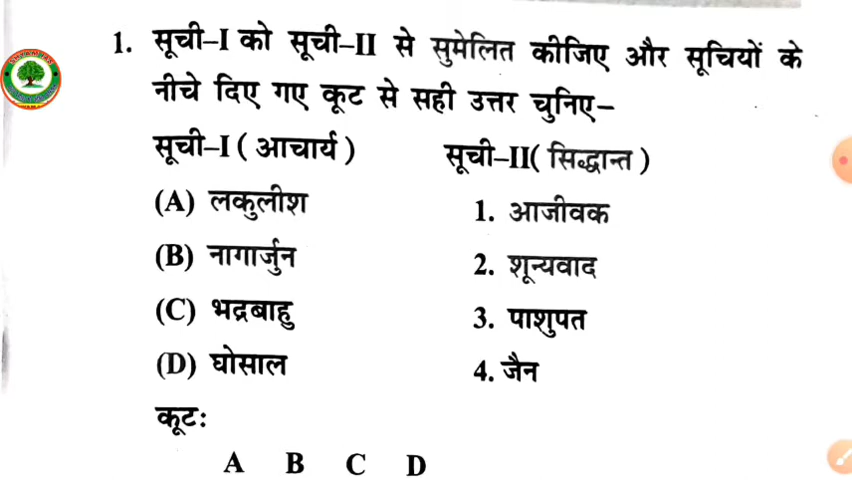 1. सूची–I को सूची–II से सुमेलित कीजिए और सूचियों के
नीचे दिए गए कूट से सही उत्तर चुनिए–
सूची–I ( आचार्य ) सूची–II( सिद्धान्त )
(A) लकुलीश 1. आजीवक
(B) नागार्जुन 2. शून्यवाद
(C) भद्रबाहु 3. पाशुपत
(D) घोसाल 4. जैन
कूटः
A B C D